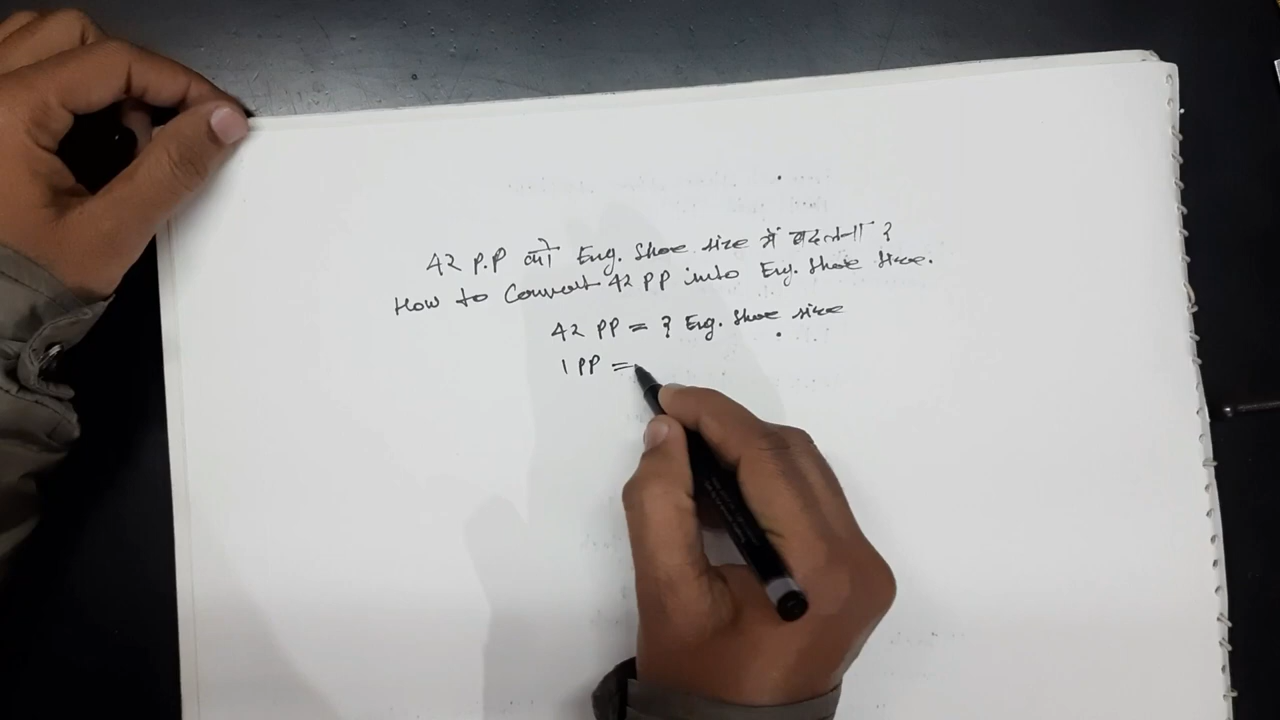 42 P.P को Eng. Shoe size में बदलना ?
How to Convert 42 PP into Eng. Shoe Size.
42 PP = ? Eng. Shoe size
1 PP =